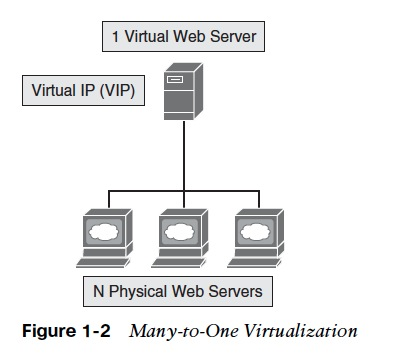 1 Virtual Web Server
Virtual IP (VIP)
N Physical Web Servers
Figure 1-2 Many-to-One Virtualization